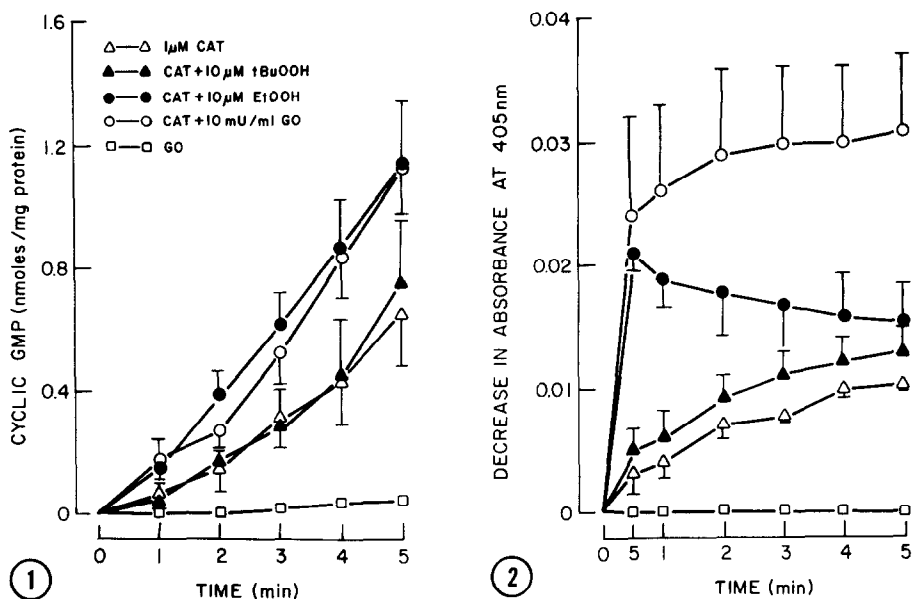 1.6
1.2
0.8
0.4
0
CYCLIC GMP (nmoles/mg protein)
△—△ 1μM CAT
▲—▲ CAT+10μM tBuOOH
●—● CAT+10μM EtOOH
○—○ CAT+10mU/ml GO
□—□ GO
0 1 2 3 4 5
TIME (min)
1
0.04
0.03
0.02
0.01
0
DECREASE IN ABSORBANCE AT 405nm
0 5 1 2 3 4 5
TIME (min)
2